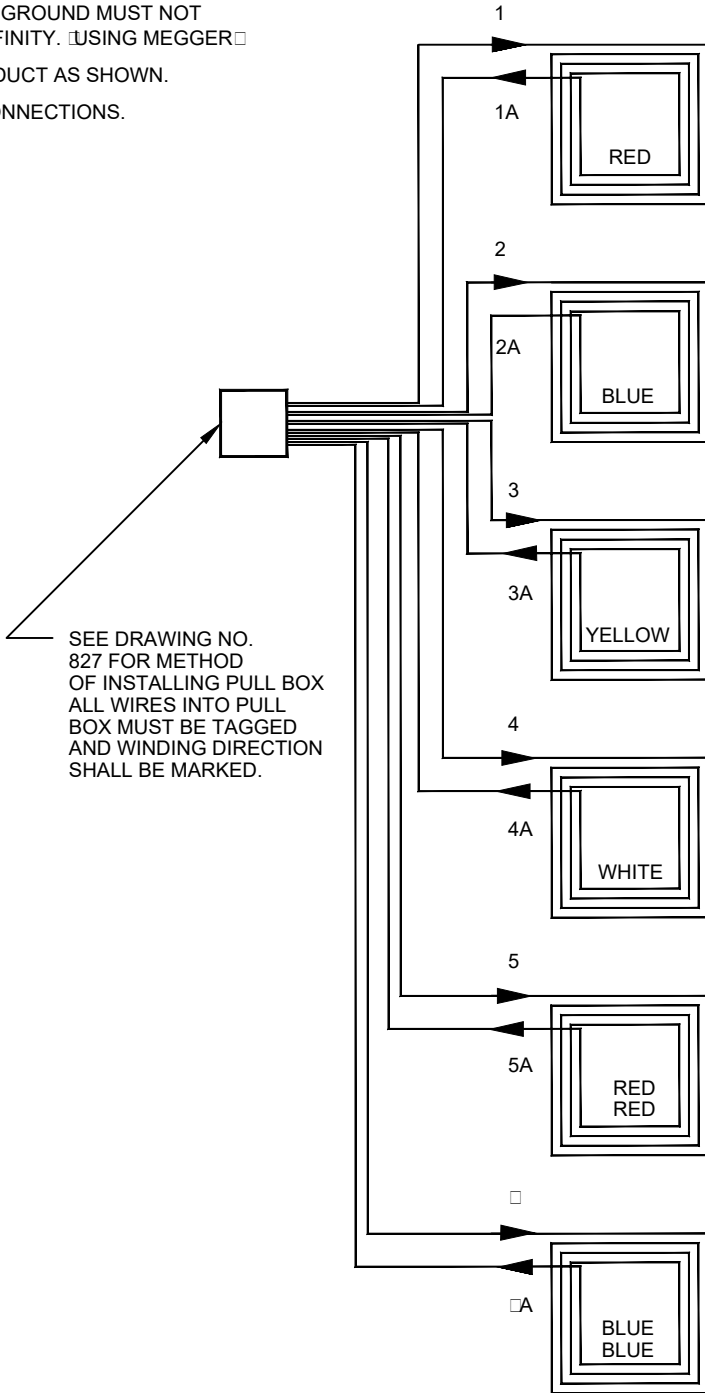 GROUND MUST NOT
FINITY. □USING MEGGER□
DUCT AS SHOWN.
ONNECTIONS.
1
1A
RED
2
2A
BLUE
3
3A
YELLOW
SEE DRAWING NO.
827 FOR METHOD
OF INSTALLING PULL BOX
ALL WIRES INTO PULL
BOX MUST BE TAGGED
AND WINDING DIRECTION
SHALL BE MARKED.
4
4A
WHITE
5
5A
RED
RED
□
□A
BLUE
BLUE